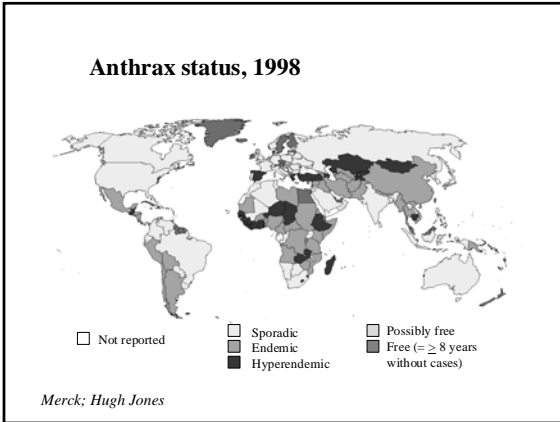 Anthrax status, 1998
Not reported
Sporadic
Endemic
Hyperendemic
Possibly free
Free (= ≥ 8 years
without cases)
Merck; Hugh Jones